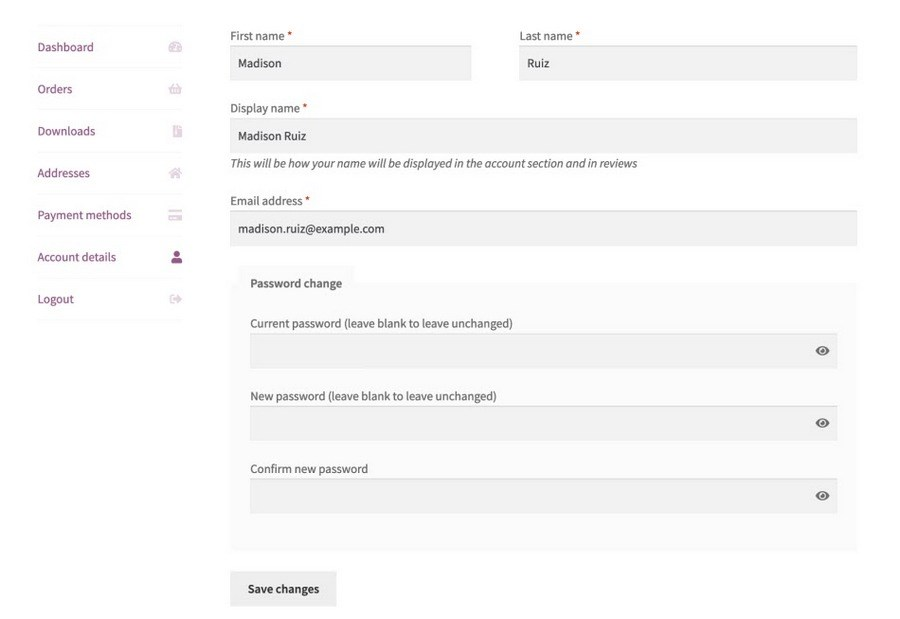 Dashboard
Orders
Downloads
Addresses
Payment methods
Account details
Logout
First name *
Madison
Last name *
Ruiz
Display name *
Madison Ruiz
This will be how your name will be displayed in the account section and in reviews
Email address *
madison.ruiz@example.com
Password change
Current password (leave blank to leave unchanged)
New password (leave blank to leave unchanged)
Confirm new password
Save changes